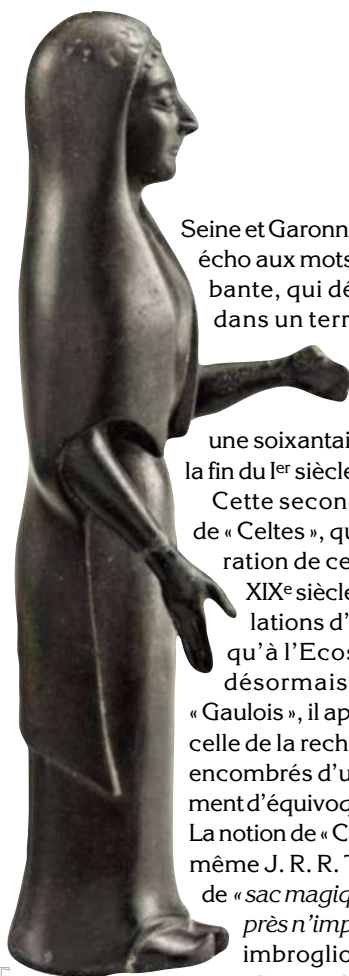 Seine et Garonn
écho aux mots
bante, qui dé
dans un terr
une soixantai
la fin du Ier siècle
Cette secon
de « Celtes », qu
ration de ce
XIXe siècle
lations d'
qu'à l'Ecos
désormais
« Gaulois », il ap
celle de la rech
encombrés d'u
ment d'équivoq
La notion de « C
même J. R. R. T
de « sac magiq
près n'imp
imbroglio